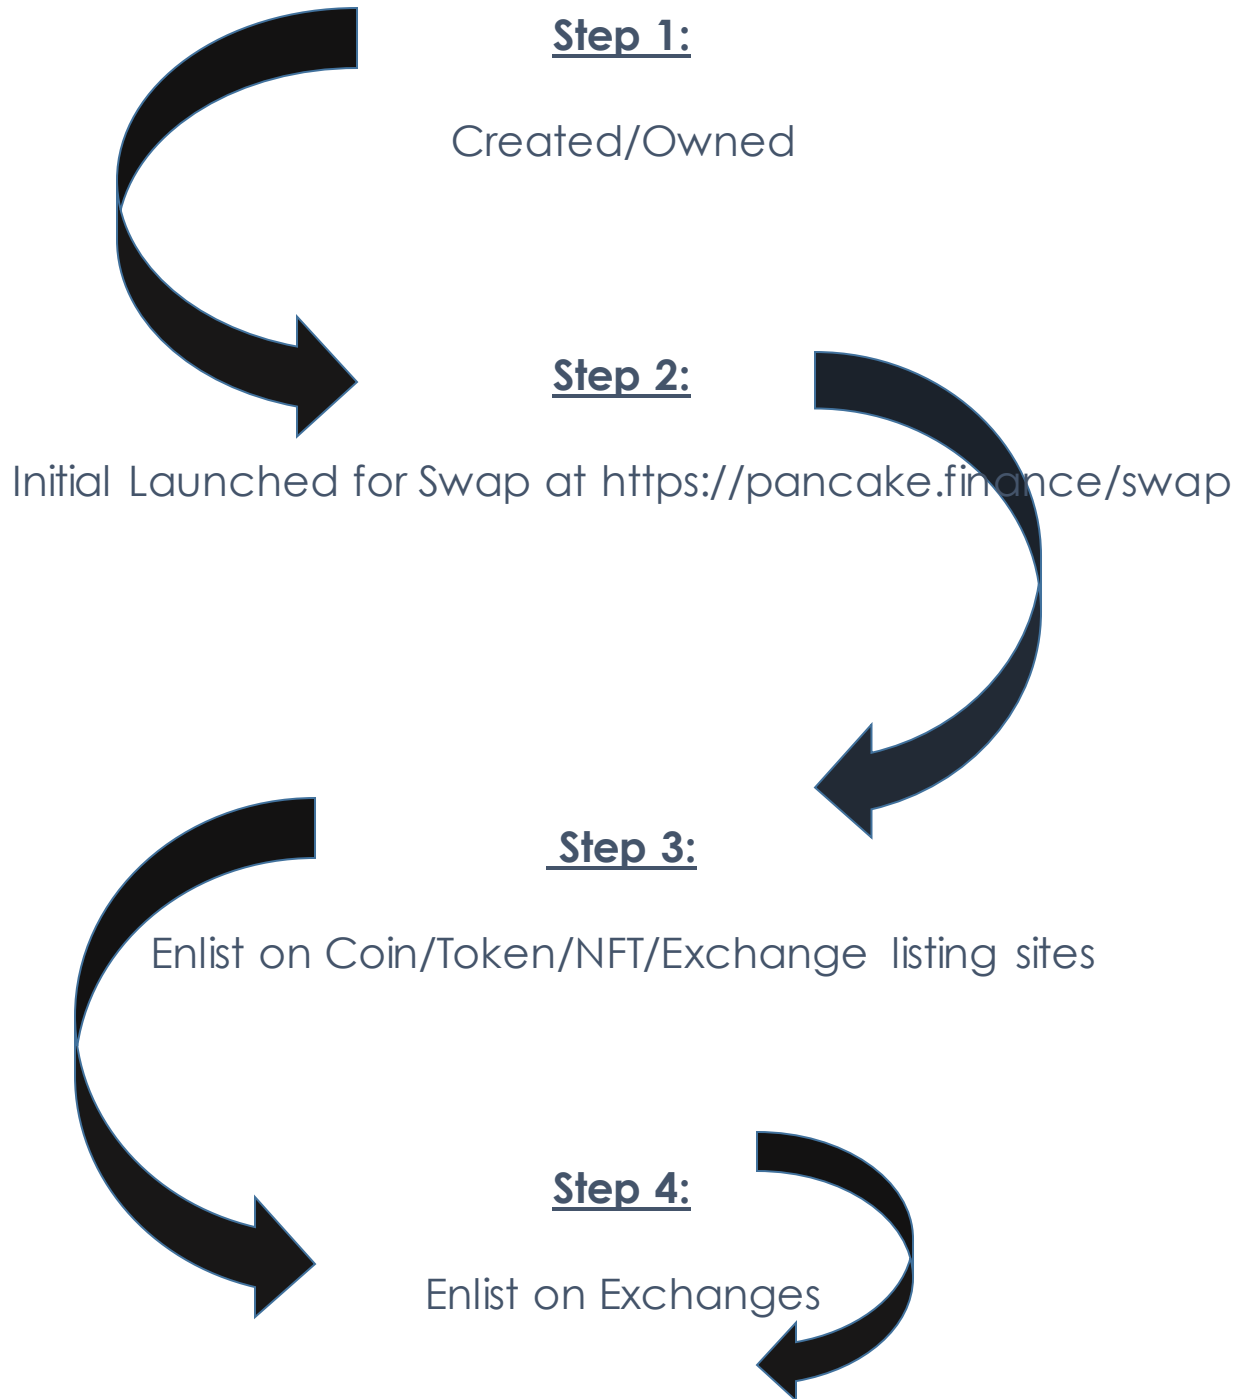 Step 1:
Created/Owned
Step 2:
Initial Launched for Swap at https://pancake.finance/swap
Step 3:
Enlist on Coin/Token/NFT/Exchange listing sites
Step 4:
Enlist on Exchanges